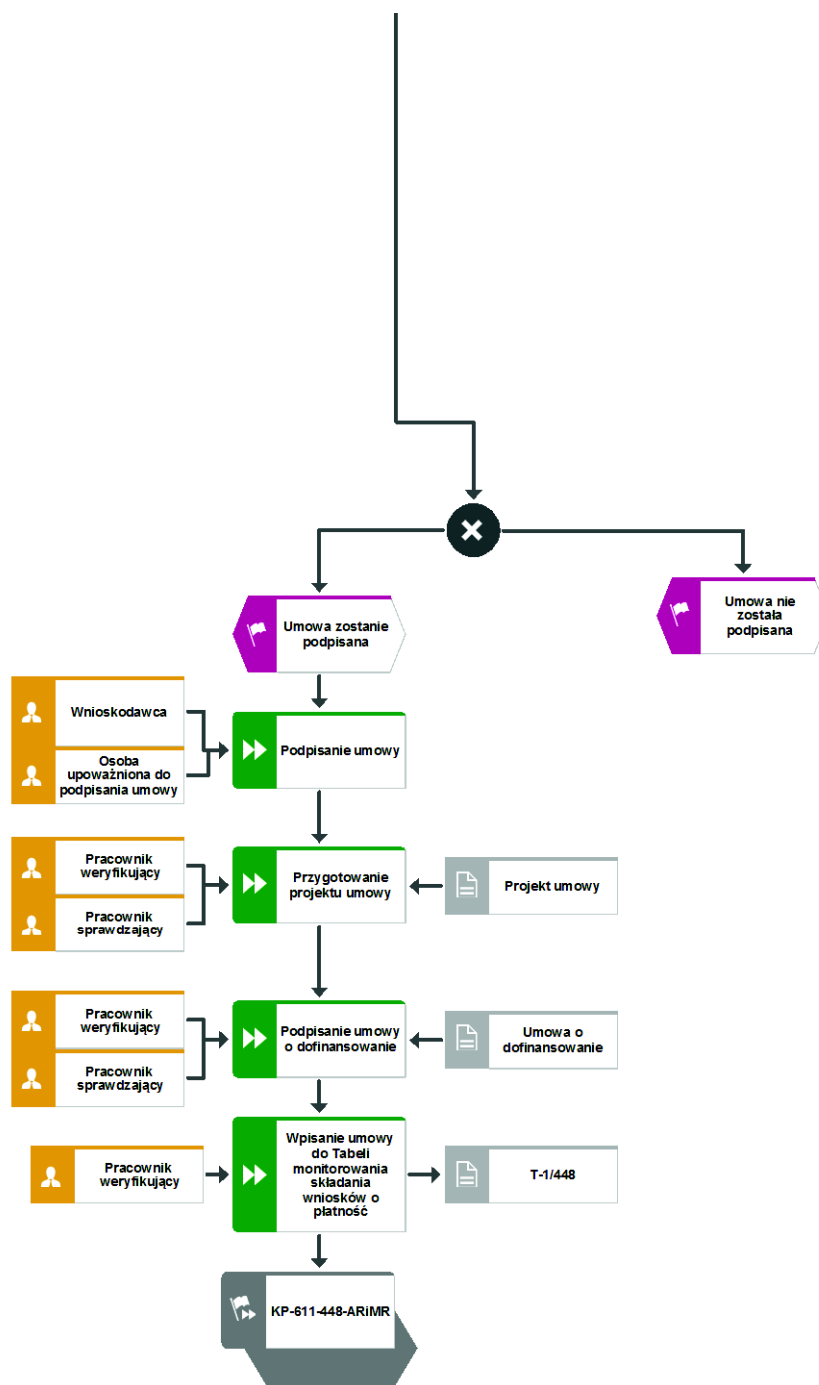 Umowa zostanie
podpisana
Umowa nie
została
podpisana
Wnioskodawca
Osoba
upoważniona do
podpisania umowy
Podpisanie umowy
Pracownik
weryfikujący
Pracownik
sprawdzający
Przygotowanie
projektu umowy
Projekt umowy
Pracownik
weryfikujący
Pracownik
sprawdzający
Podpisanie umowy
o dofinansowanie
Umowa o
dofinansowanie
Pracownik
weryfikujący
Wpisanie umowy
do Tabeli
monitorowania
składania
wniosków o
płatność
T-1/448
KP-611-448-ARiMR